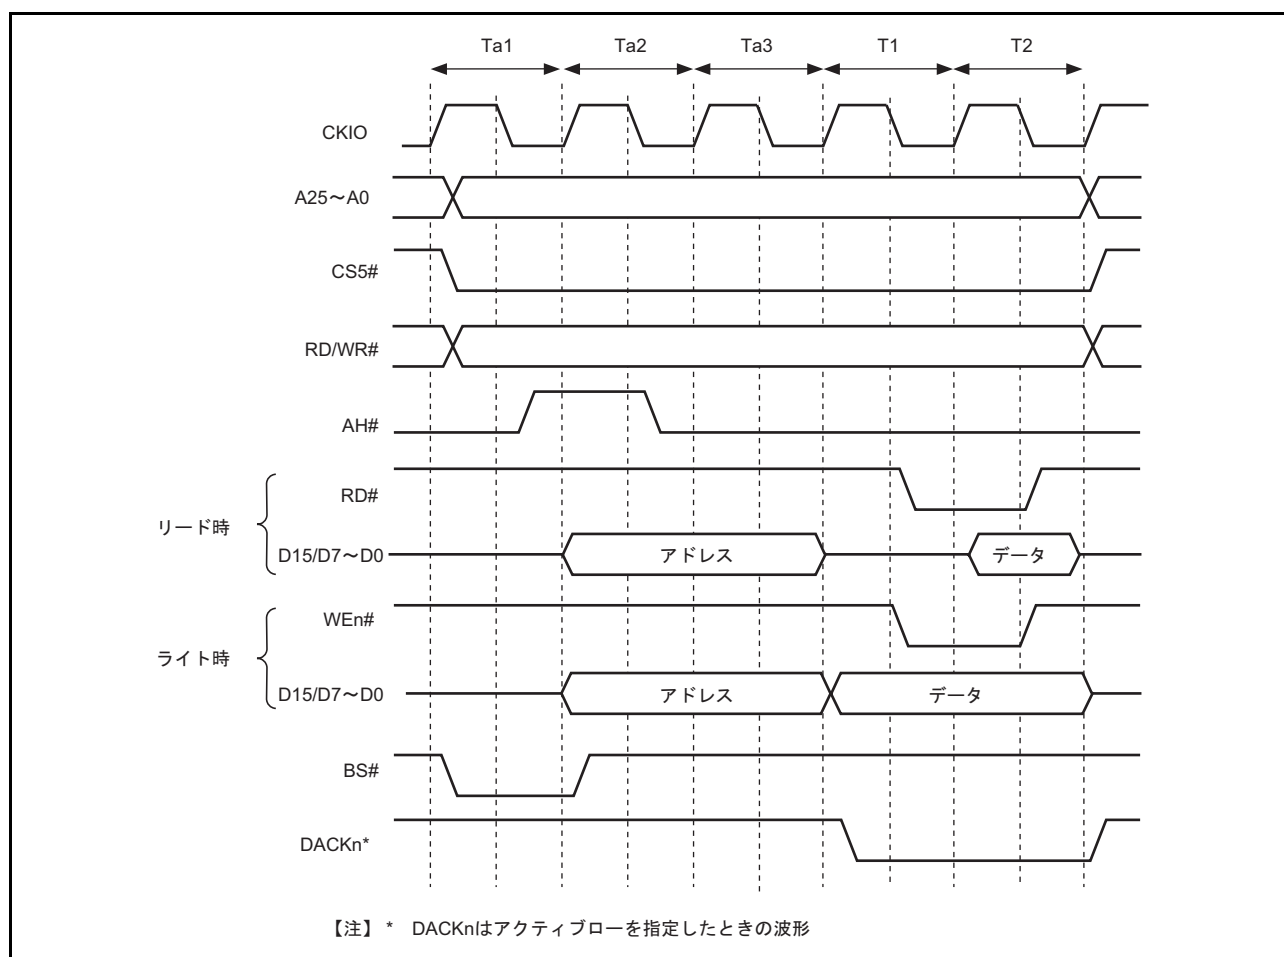 Ta1 Ta2 Ta3 T1 T2
CKIO
A25～A0
CS5#
RD/WR#
AH#
RD#
リード時
D15/D7～D0 アドレス データ
WEn#
ライト時
D15/D7～D0 アドレス データ
BS#
DACKn*
【注】 * DACKnはアクティブローを指定したときの波形